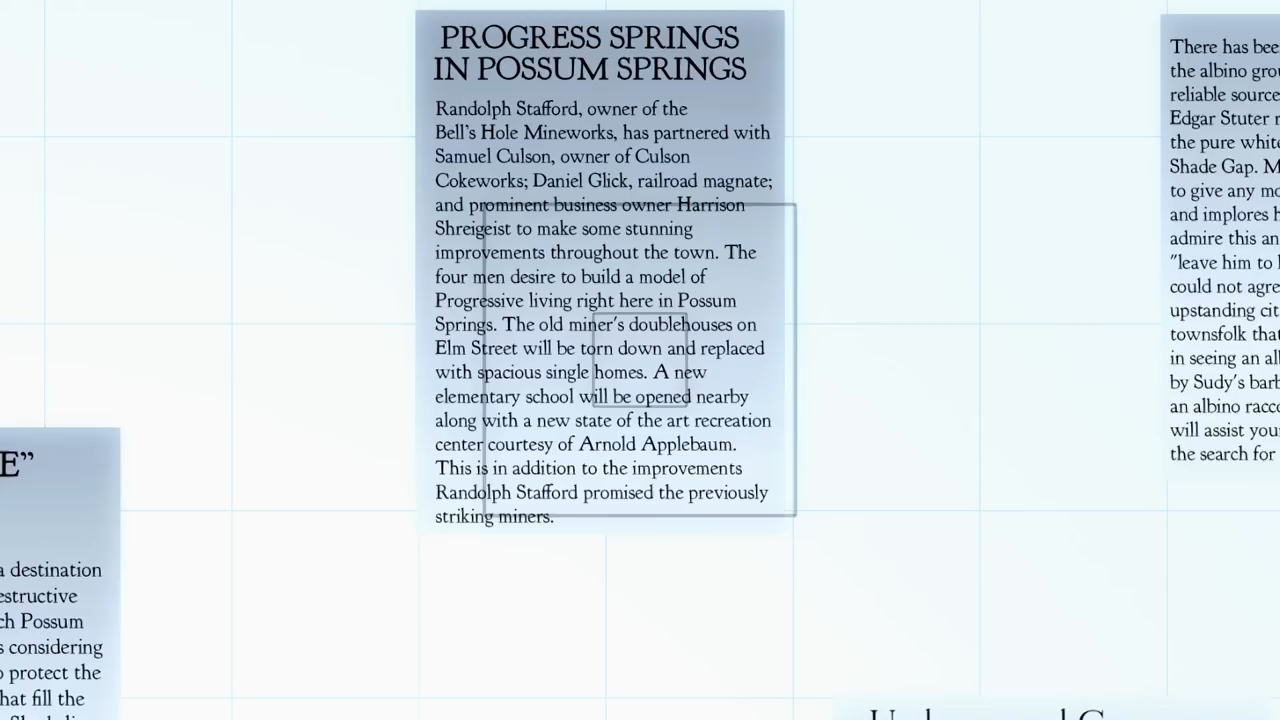 PROGRESS SPRINGS
IN POSSUM SPRINGS
Randolph Stafford, owner of the
Bell's Hole Mineworks, has partnered with
Samuel Culson, owner of Culson
Cokeworks; Daniel Glick, railroad magnate;
and prominent business owner Harrison
Shreigeist to make some stunning
improvements throughout the town. The
four men desire to build a model of
Progressive living right here in Possum
Springs. The old miner's doublehouses on
Elm Street will be torn down and replaced
with spacious single homes. A new
elementary school will be opened nearby
along with a new state of the art recreation
center courtesy of Arnold Applebaum.
This is in addition to the improvements
Randolph Stafford promised the previously
striking miners.
E”
a destination
estructive
ch Possum
s considering
o protect the
hat fill the
There has bee
the albino grou
reliable source
Edgar Stuter r
the pure white
Shade Gap. M
to give any mo
and implores h
admire this an
"leave him to l
could not agre
upstanding cit
townsfolk that
in seeing an all
by Sudy's barb
an albino racco
will assist you
the search for